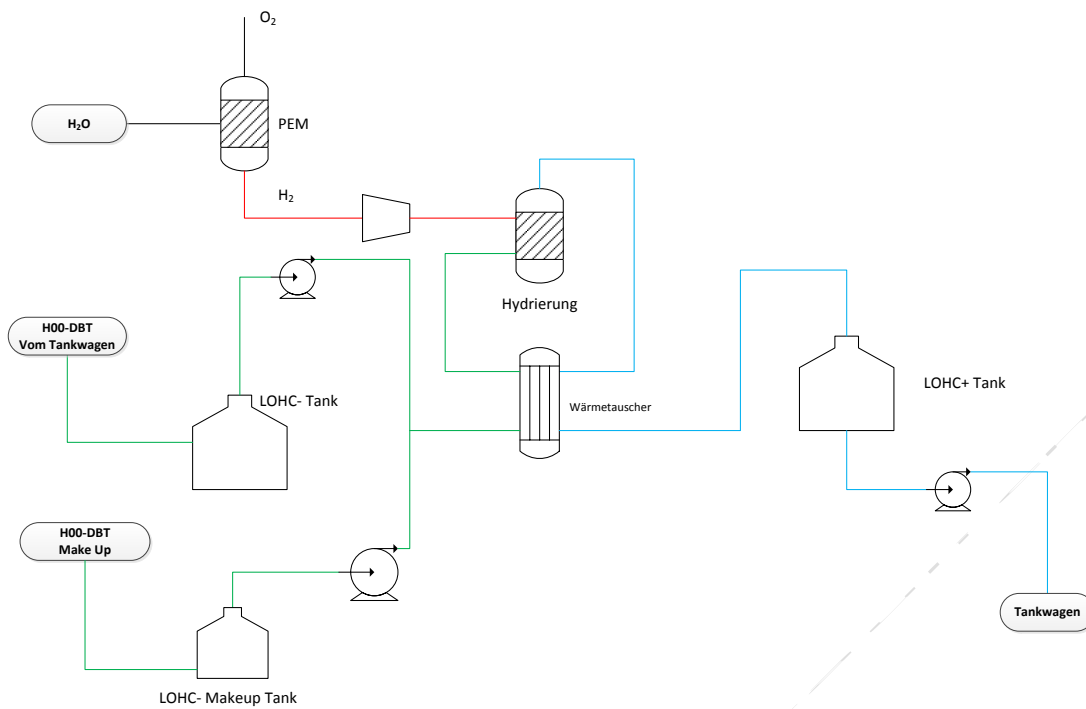 O₂
H₂O
PEM
H₂
Hydrierung
H00-DBT
Vom Tankwagen
LOHC- Tank
LOHC+ Tank
Wärmetauscher
H00-DBT
Make Up
Tankwagen
LOHC- Makeup Tank